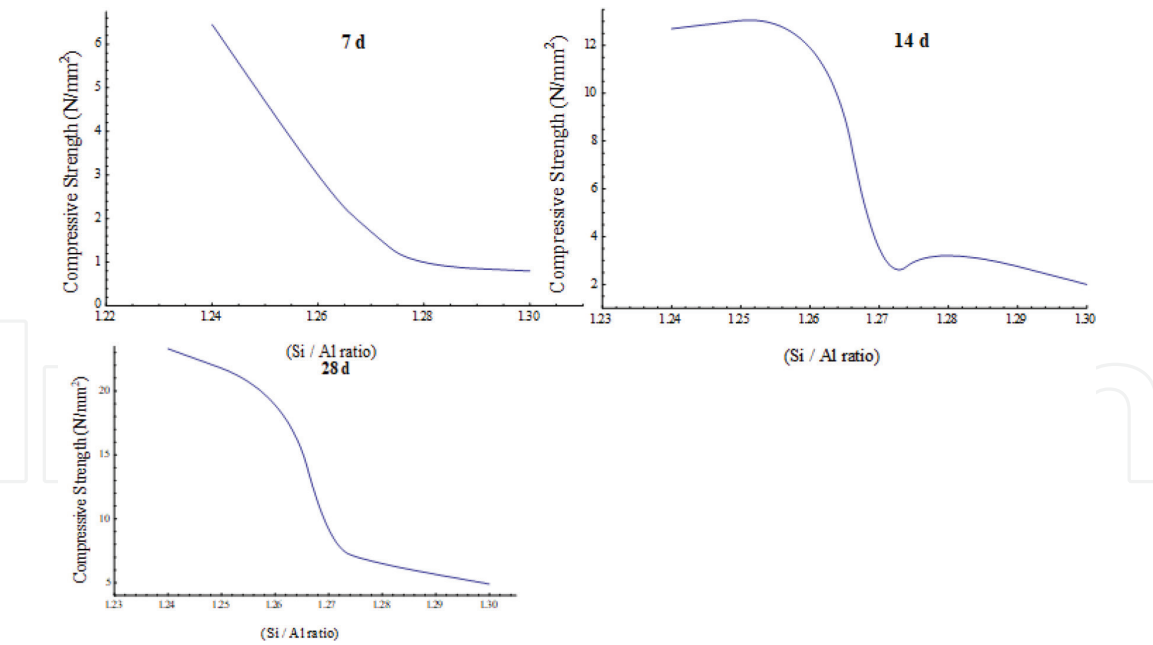 7 d
Compressive Strength (N/mm²)
6
5
4
3
2
1
0
1.22 1.24 1.26 1.28 1.30
(Si / Al ratio)
14 d
Compressive Strength (N/mm²)
12
10
8
6
4
2
1.23 1.24 1.25 1.26 1.27 1.28 1.29 1.30
(Si / Al ratio)
28 d
Compressive Strength (N/mm²)
20
15
10
5
1.23 1.24 1.25 1.26 1.27 1.28 1.29 1.30
(Si / Al ratio)